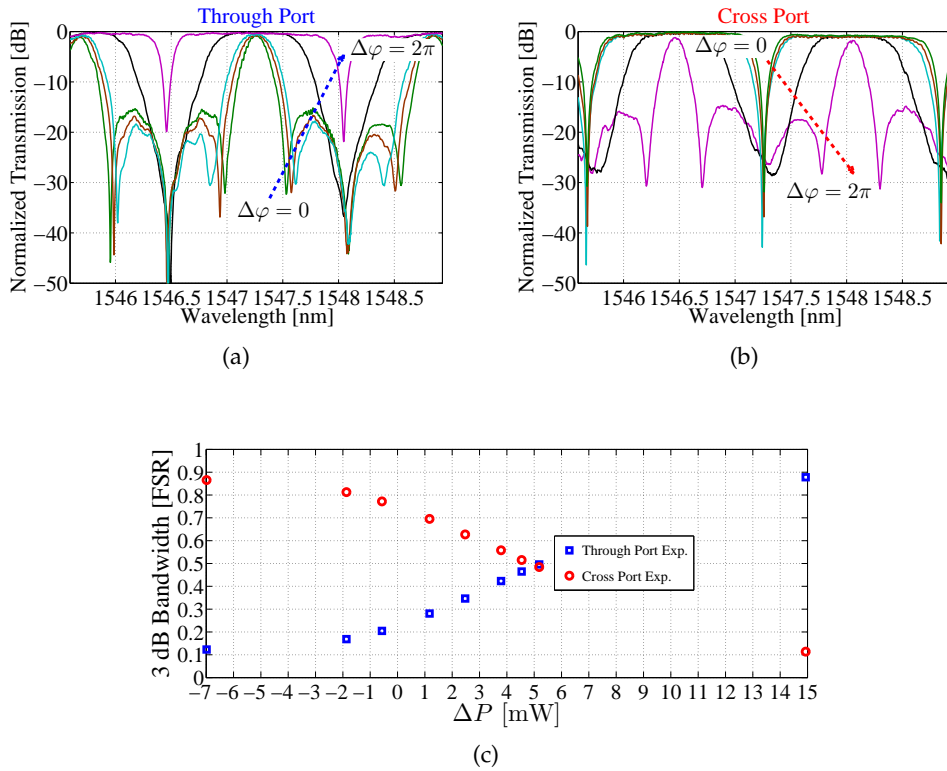 Through Port
Normalized Transmission [dB]
0
−10
−20
−30
−40
−50
Δφ = 2π
Δφ = 0
1546 1546.5 1547 1547.5 1548 1548.5
Wavelength [nm]
(a)
Cross Port
Normalized Transmission [dB]
0
−10
−20
−30
−40
−50
Δφ = 0
Δφ = 2π
1546 1546.5 1547 1547.5 1548 1548.5
Wavelength [nm]
(b)
3 dB Bandwidth [FSR]
1
0.9
0.8
0.7
0.6
0.5
0.4
0.3
0.2
0.1
0
Through Port Exp.
Cross Port Exp.
−7 −6 −5 −4 −3 −2 −1 0 1 2 3 4 5 6 7 8 9 10 11 12 13 14 15
ΔP [mW]
(c)